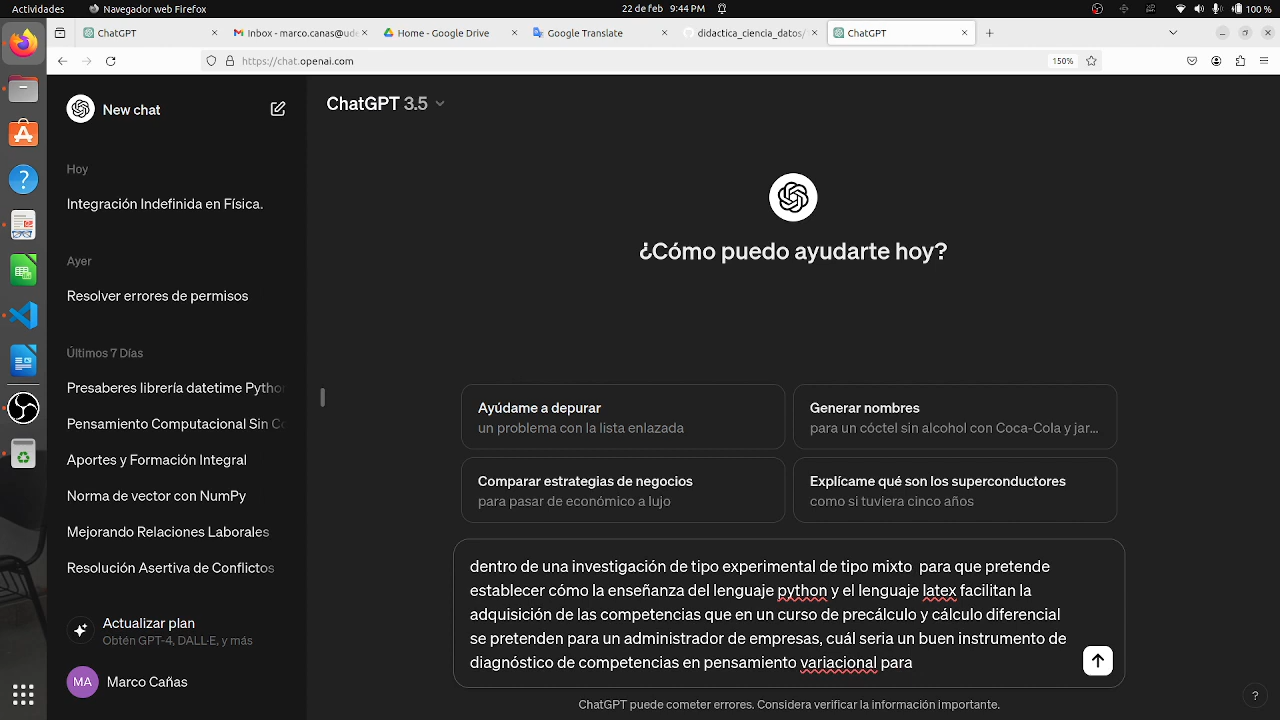 Actividades
Navegador web Firefox
22 de feb 9:44 PM
100 %
ChatGPT
Inbox - marco.canas@ude
Home - Google Drive
Google Translate
didactica_ciencia_datos/
ChatGPT
https://chat.openai.com
150%
New chat
ChatGPT 3.5
Hoy
Integración Indefinida en Física.
Ayer
Resolver errores de permisos
Últimos 7 Días
Presaberes librería datetime Python
Pensamiento Computacional Sin Co
Aportes y Formación Integral
Norma de vector con NumPy
Mejorando Relaciones Laborales
Resolución Asertiva de Conflictos
Actualizar plan
Obtén GPT-4, DALL·E, y más
MA
Marco Cañas
¿Cómo puedo ayudarte hoy?
Ayúdame a depurar
un problema con la lista enlazada
Generar nombres
para un cóctel sin alcohol con Coca-Cola y jar...
Comparar estrategias de negocios
para pasar de económico a lujo
Explícame qué son los superconductores
como si tuviera cinco años
dentro de una investigación de tipo experimental de tipo mixto  para que pretende
establecer cómo la enseñanza del lenguaje python y el lenguaje latex facilitan la
adquisición de las competencias que en un curso de precálculo y cálculo diferencial
se pretenden para un administrador de empresas, cuál seria un buen instrumento de
diagnóstico de competencias en pensamiento variacional para
ChatGPT puede cometer errores. Considera verificar la información importante.
?